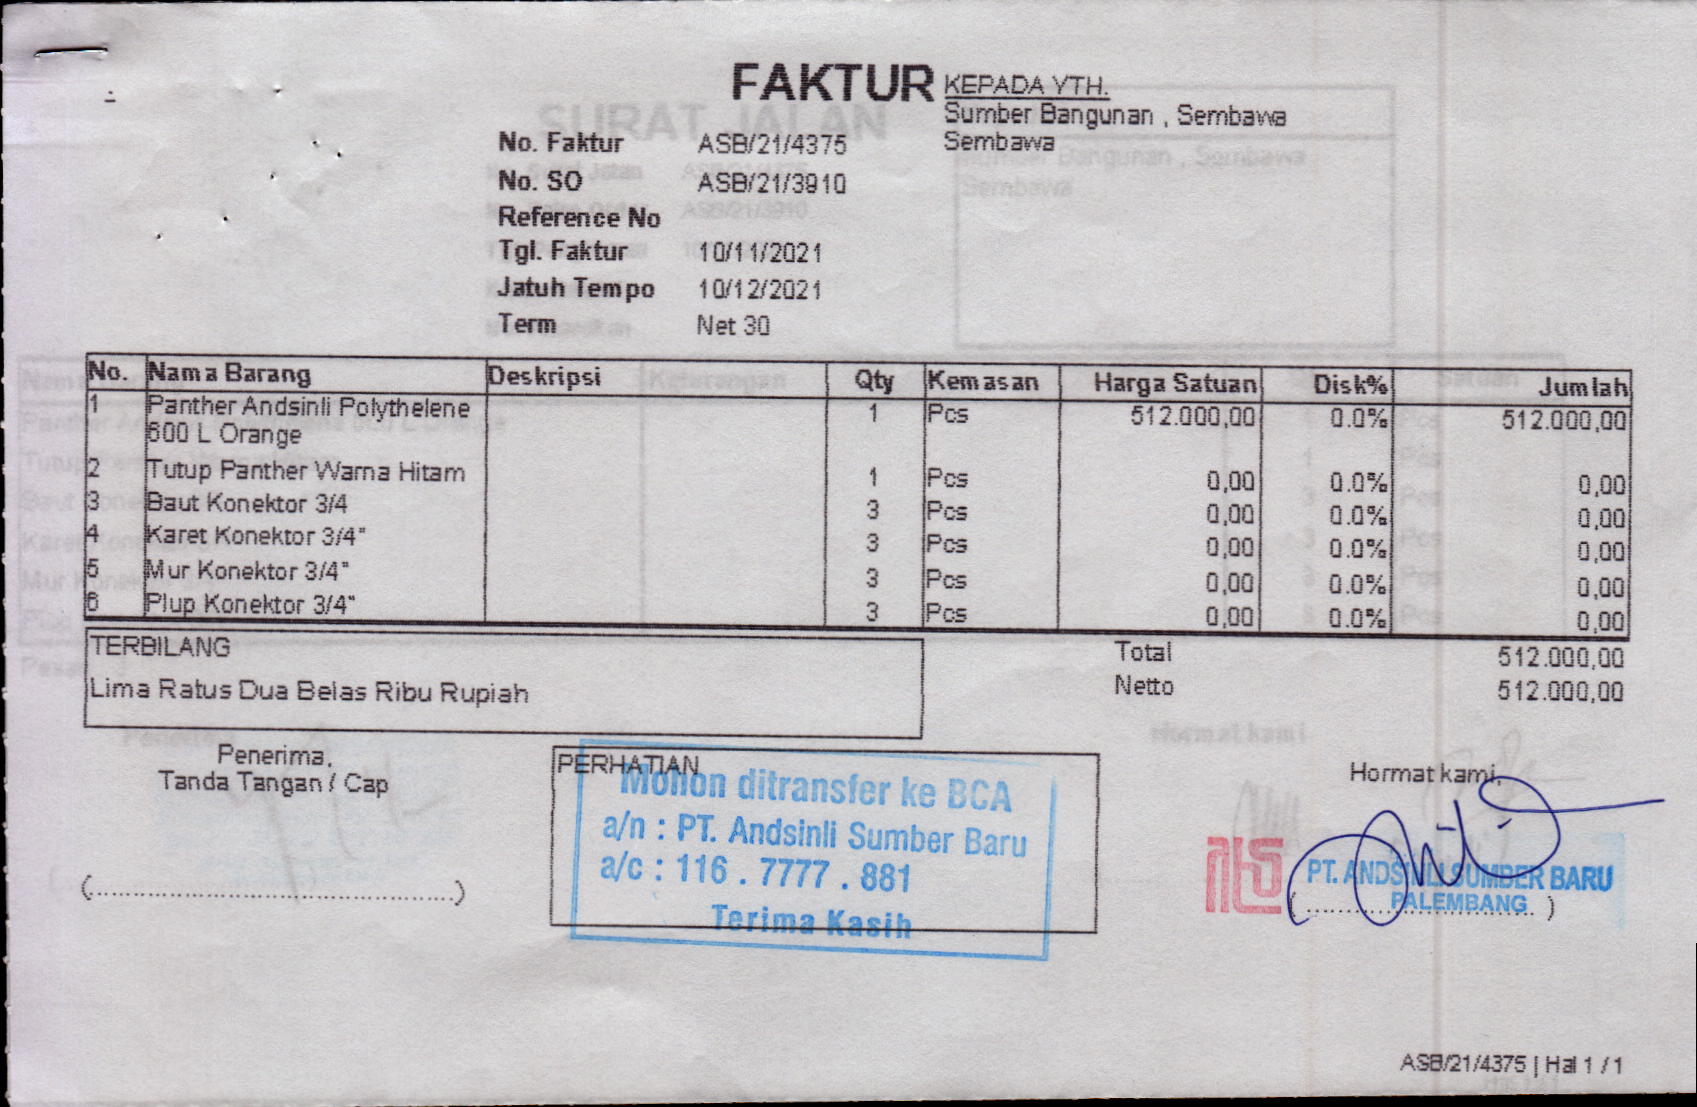 FAKTUR
KEPADA YTH.
Sumber Bangunan , Sembawa
Sembawa
No. Faktur ASB/21/4375
No. SO ASB/21/3910
Reference No
Tgl. Faktur 10/11/2021
Jatuh Tempo 10/12/2021
Term Net 30
No. Nama Barang Deskripsi Qty Kemasan Harga Satuan Disk% Jumlah
1 Panther Andsinli Polythelene 1 Pcs 512.000,00 0.0% 512.000,00
600 L Orange
2 Tutup Panther Warna Hitam 1 Pcs 0,00 0.0% 0,00
3 Baut Konektor 3/4 3 Pcs 0,00 0.0% 0,00
4 Karet Konektor 3/4" 3 Pcs 0,00 0.0% 0,00
5 Mur Konektor 3/4" 3 Pcs 0,00 0.0% 0,00
6 Plup Konektor 3/4" 3 Pcs 0,00 0.0% 0,00
TERBILANG
Lima Ratus Dua Belas Ribu Rupiah
Total 512.000,00
Netto 512.000,00
Penerima,
Tanda Tangan / Cap
(..............................................)
PERHATIAN
Mohon ditransfer ke BCA
a/n : PT. Andsinli Sumber Baru
a/c : 116 . 7777 . 881
Terima Kasih
Hormat kami,
PT. ANDSINLI SUMBER BARU
PALEMBANG
(..............................)
ASB/21/4375 | Hal 1 / 1